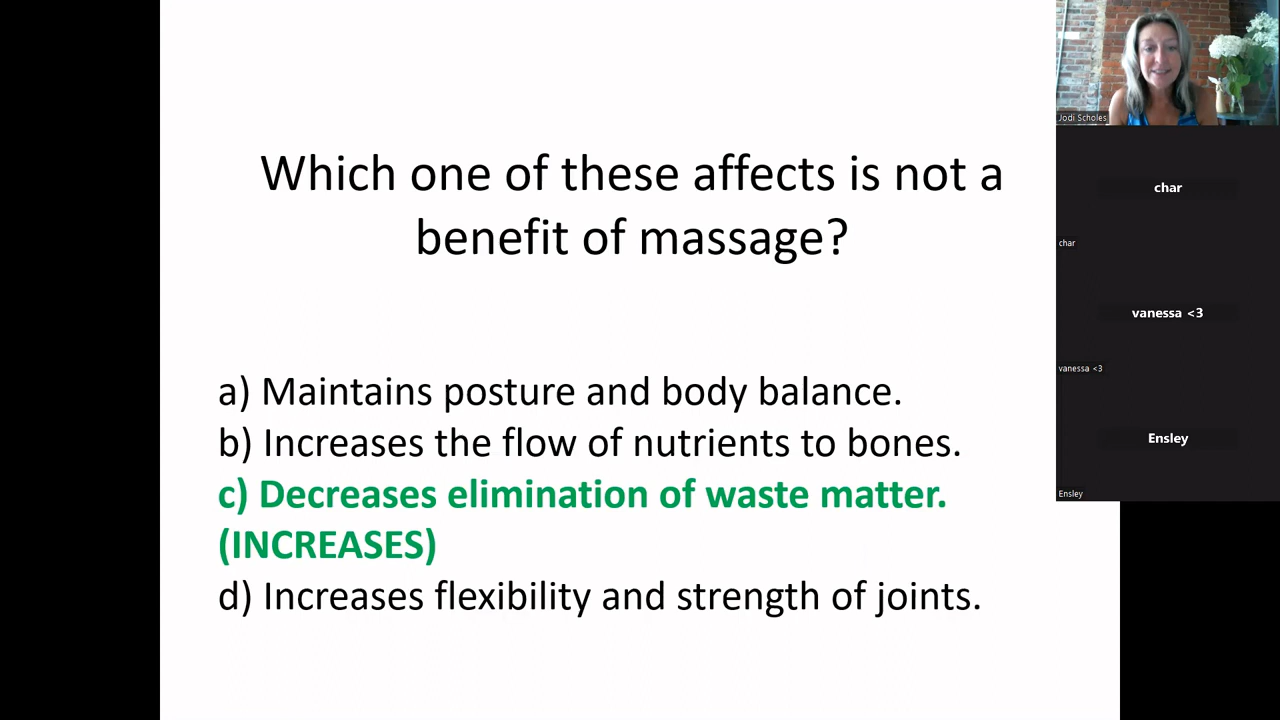 Which one of these affects is not a
benefit of massage?
a) Maintains posture and body balance.
b) Increases the flow of nutrients to bones.
c) Decreases elimination of waste matter.
(INCREASES)
d) Increases flexibility and strength of joints.
Jodi Scholes
char
char
vanessa <3
vanessa <3
Ensley
Ensley